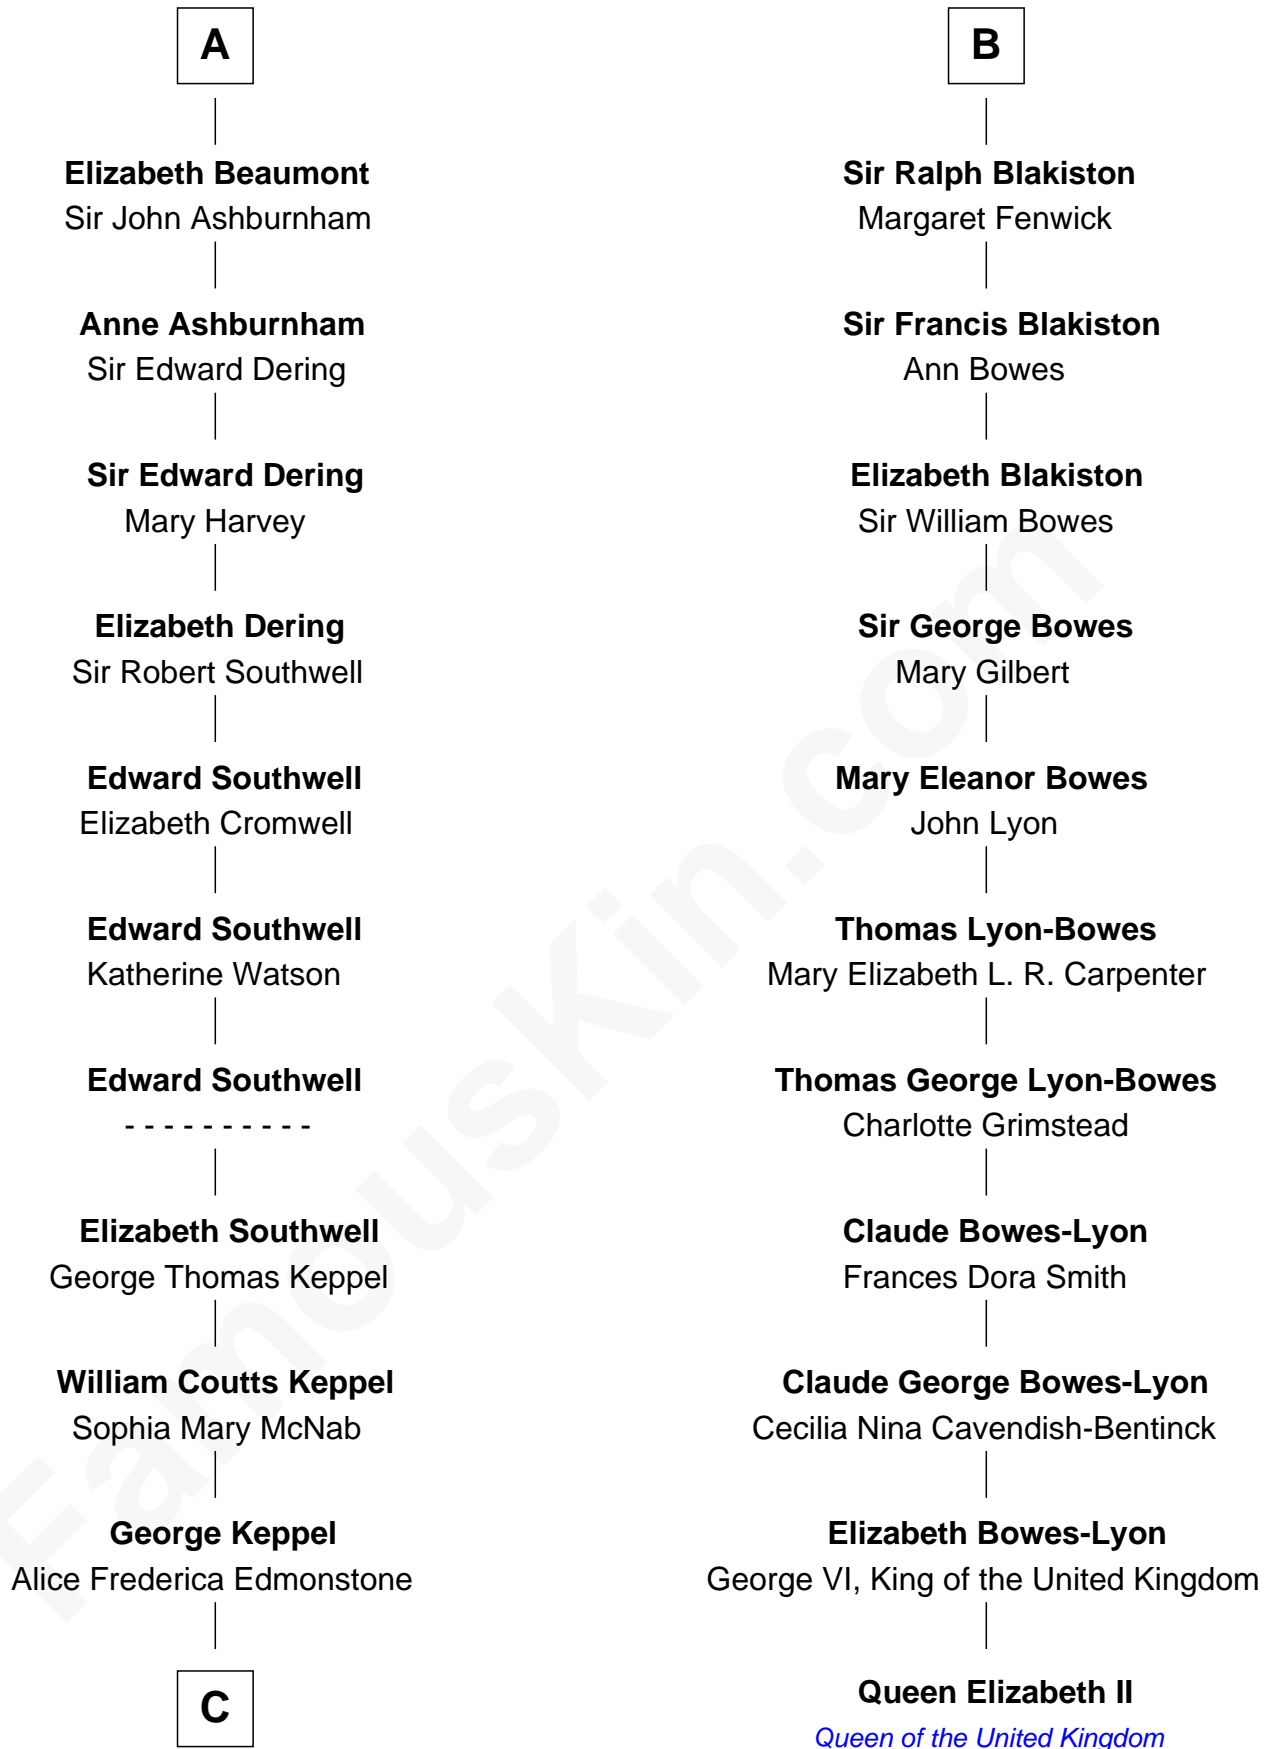 A
Elizabeth Beaumont
Sir John Ashburnham
Anne Ashburnham
Sir Edward Dering
Sir Edward Dering
Mary Harvey
Elizabeth Dering
Sir Robert Southwell
Edward Southwell
Elizabeth Cromwell
Edward Southwell
Katherine Watson
Edward Southwell
- - - - - - - - - -
Elizabeth Southwell
George Thomas Keppel
William Coutts Keppel
Sophia Mary McNab
George Keppel
Alice Frederica Edmonstone
C
B
Sir Ralph Blakiston
Margaret Fenwick
Sir Francis Blakiston
Ann Bowes
Elizabeth Blakiston
Sir William Bowes
Sir George Bowes
Mary Gilbert
Mary Eleanor Bowes
John Lyon
Thomas Lyon-Bowes
Mary Elizabeth L. R. Carpenter
Thomas George Lyon-Bowes
Charlotte Grimstead
Claude Bowes-Lyon
Frances Dora Smith
Claude George Bowes-Lyon
Cecilia Nina Cavendish-Bentinck
Elizabeth Bowes-Lyon
George VI, King of the United Kingdom
Queen Elizabeth II
Queen of the United Kingdom
FamousKin.com